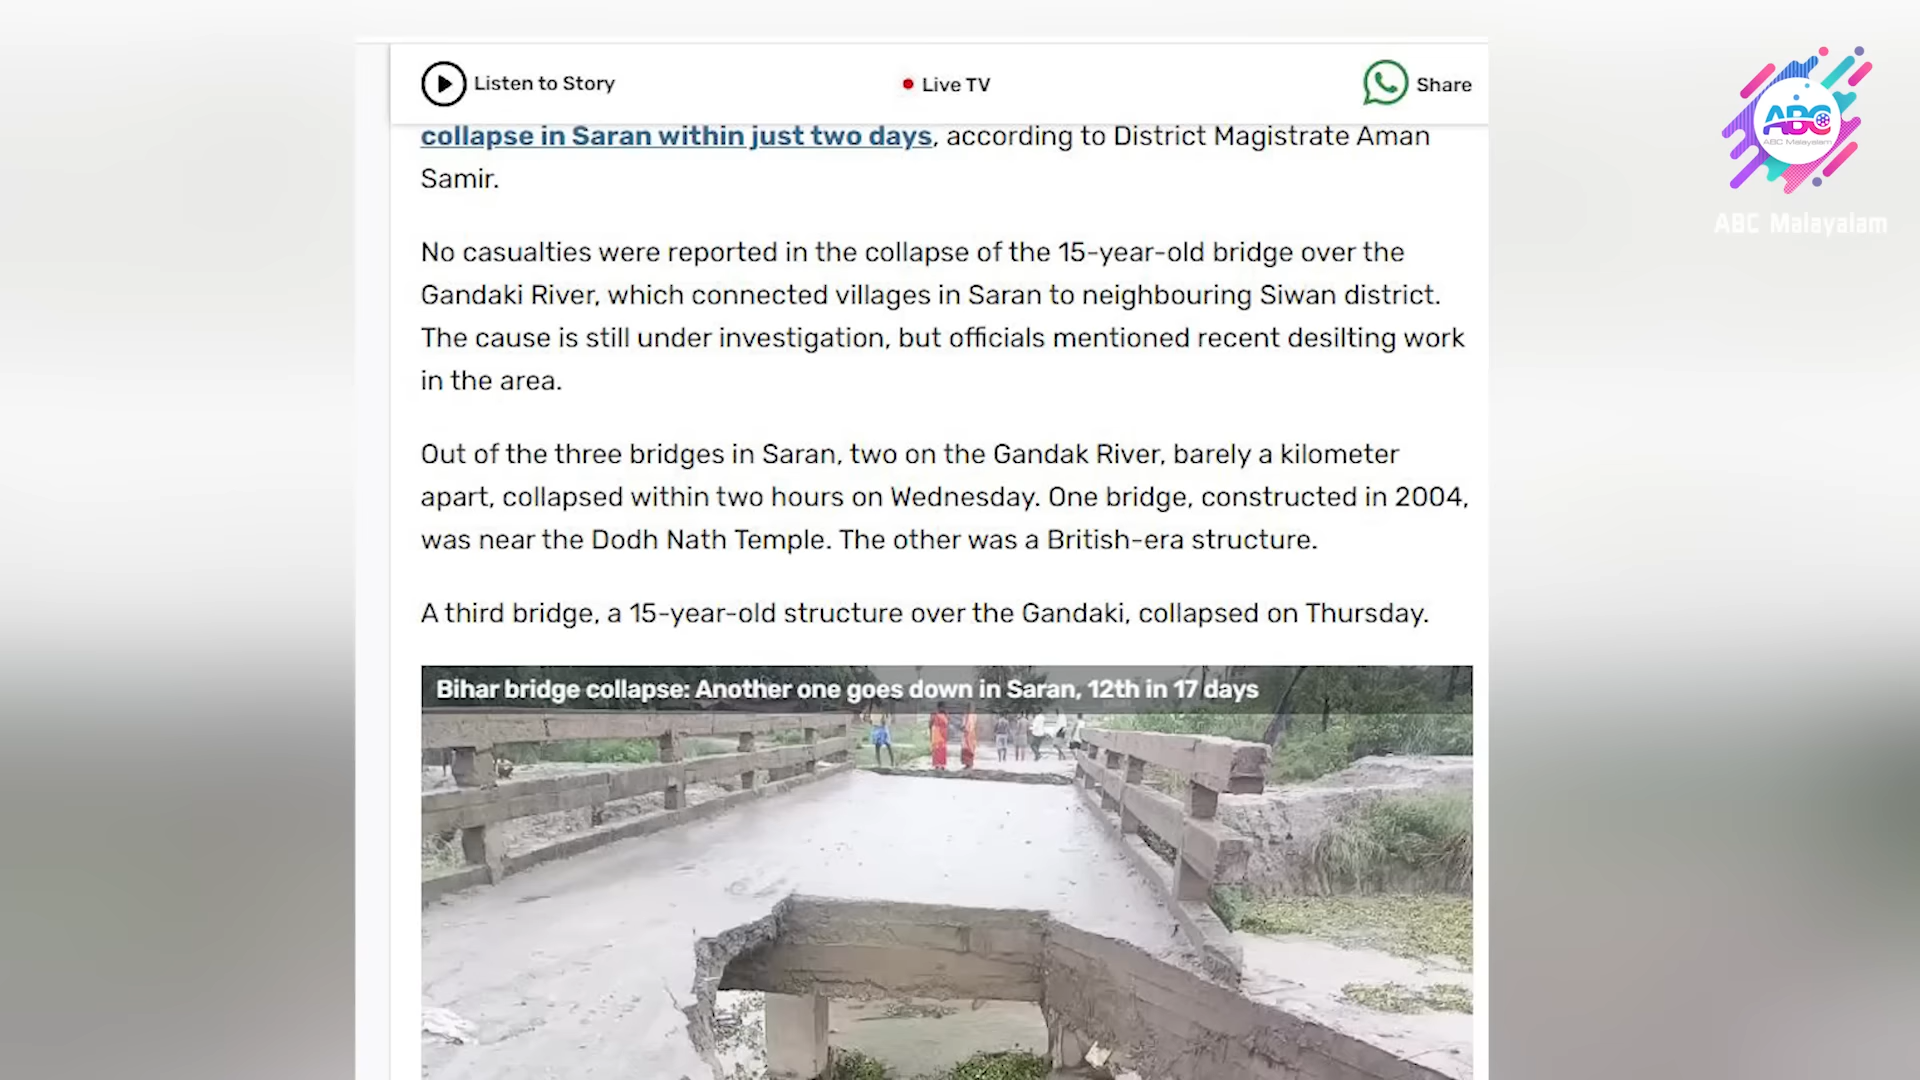 Listen to Story
Live TV
Share
collapse in Saran within just two days, according to District Magistrate Aman
Samir.
No casualties were reported in the collapse of the 15-year-old bridge over the
Gandaki River, which connected villages in Saran to neighbouring Siwan district.
The cause is still under investigation, but officials mentioned recent desilting work
in the area.
Out of the three bridges in Saran, two on the Gandak River, barely a kilometer
apart, collapsed within two hours on Wednesday. One bridge, constructed in 2004,
was near the Dodh Nath Temple. The other was a British-era structure.
A third bridge, a 15-year-old structure over the Gandaki, collapsed on Thursday.
Bihar bridge collapse: Another one goes down in Saran, 12th in 17 days
ABC
ABC Malayalam
ABC Malayalam